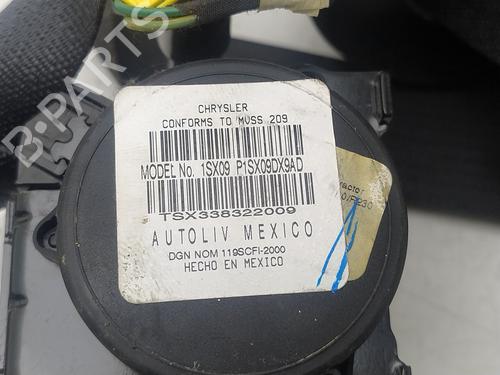 CHRYSLER
CONFORMS TO MVSS 209
MODEL No. 1SX09 P1SX09DX9AD
TSX338322009
AUTOLIV MEXICO
DGN NOM 119SCFI-2000
HECHO EN MEXICO
B-PARTS